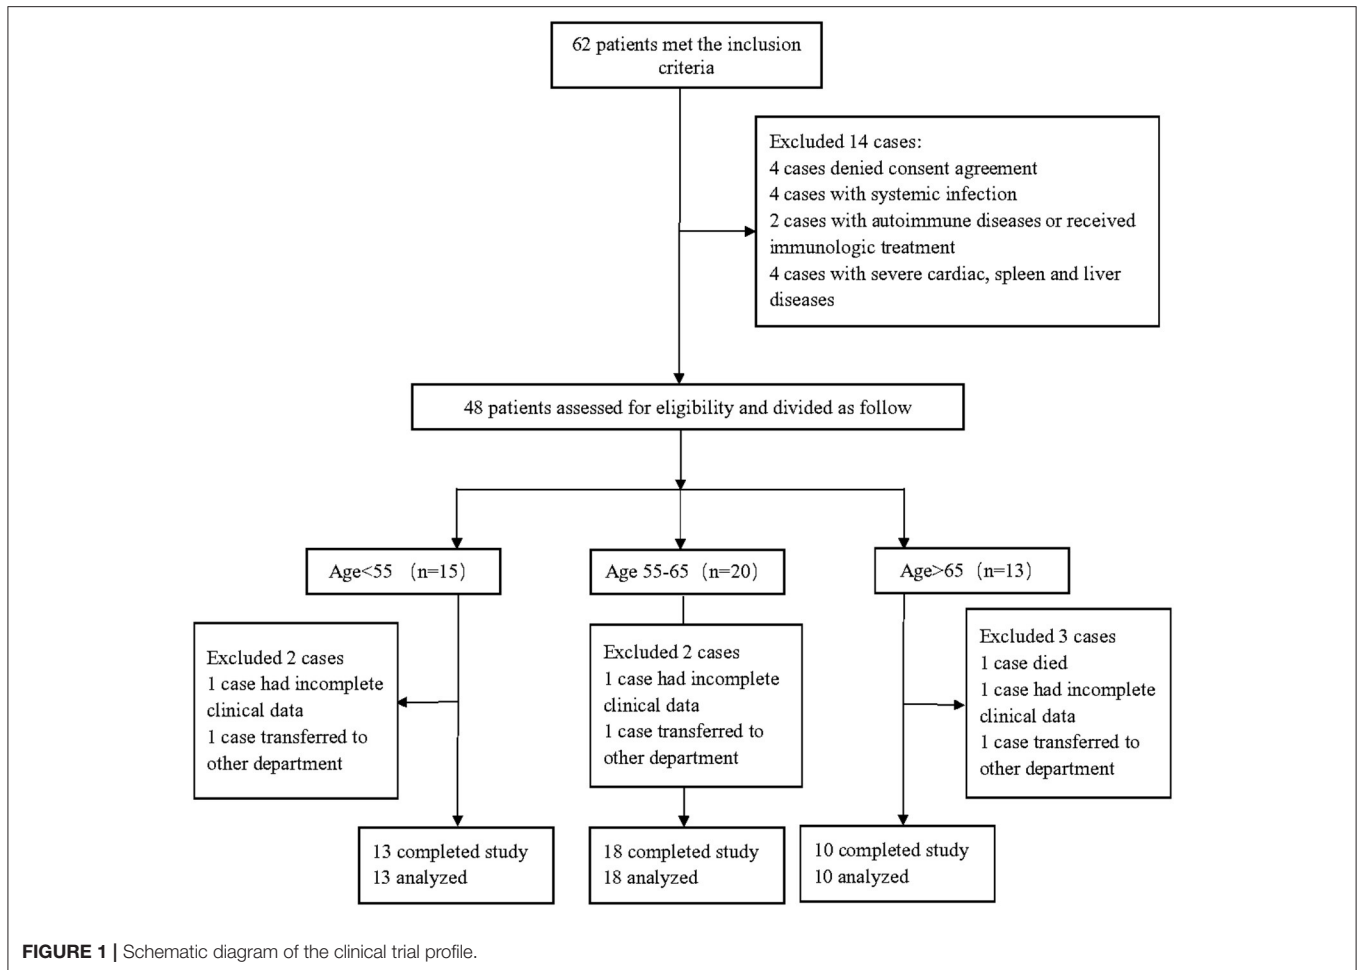 62 patients met the inclusion
criteria
Excluded 14 cases:
4 cases denied consent agreement
4 cases with systemic infection
2 cases with autoimmune diseases or received
immunologic treatment
4 cases with severe cardiac, spleen and liver
diseases
48 patients assessed for eligibility and divided as follow
Age<55（n=15）
Age 55-65（n=20）
Age>65（n=13）
Excluded 2 cases
1 case had incomplete
clinical data
1 case transferred to
other department
Excluded 2 cases
1 case had incomplete
clinical data
1 case transferred to
other department
Excluded 3 cases
1 case died
1 case had incomplete
clinical data
1 case transferred to
other department
13 completed study
13 analyzed
18 completed study
18 analyzed
10 completed study
10 analyzed
FIGURE 1 | Schematic diagram of the clinical trial profile.